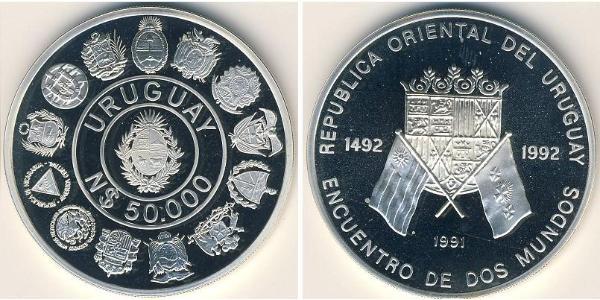 URUGUAY
N$ 50.000
REPUBLICA ORIENTAL DEL URUGUAY
1492 1992
1991
ENCUENTRO DE DOS MUNDOS